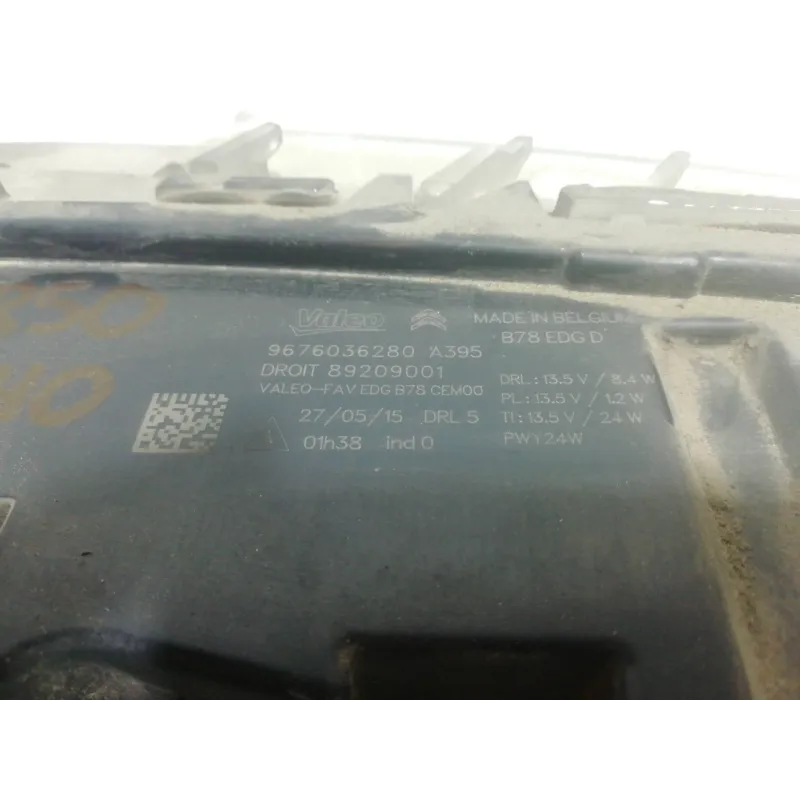 Valeo MADE IN BELGIUM
B78 EDG D
9676036280 A395
DROIT 89209001
VALEO-FAV EDG B78 CEM00
27/05/15 DRL 5
01h38 ind 0
DRL : 13.5 V / 8.4 W
PL : 13.5 V / 1.2 W
TI : 13.5 V / 24 W
PWY24W